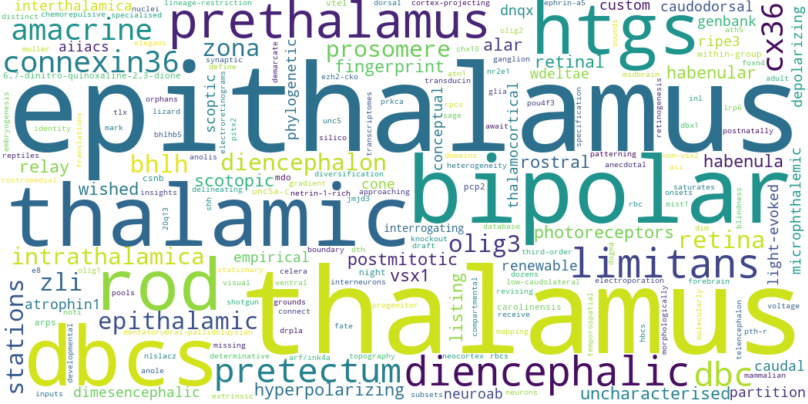 interthalamica nuclei lineage-restriction vtel dorsal cortex-projecting ephrin-a5 custom caudodorsal
distinct chemorepulsive specialised prethalamus dnqx olig2 htgs genbank cx36 depolarizing
amacrine muller elegans synaptic prosomere chx10 ath5
aiiacs zona define demarcate alar ganglion foxn4 ripe3
connexin36 fingerprint transducin retinal within-group
6,7-dinitro-quinoxaline-2,3-dione scoptic phylogenetic atn1 nr2e1 wdeltae midbrain habenular adult
epithalamus
embryogenesis orphans tlx prkca glia pou4f3 inl lrp6
identity translations mark lizard pitx2 electroretinograms unc5 rpcs sage specification retinogenesis
bhlhb5 silico transcriptomes conceptual await thalamocortical dbx1 postnatally
reptiles anolis domains non-vsx2 patterning
relay bhlh diencephalon heterogeneity rostral anecdotal habenula
rostromedial csnb mdo diversification aii
wished insights scotopic cone pcp2 bipolar saturates
thalamic 20q13 shh delineating gradient unc5a-c netrin-1-rich jmjd3 approaching ezh2-cko rbc onsets mist1 blindness light-evoked microphthalemic
interrogating database photoreceptors dim
intrathalamica boundary dth knockout draft olig3 third-order retina
e8 olig1 empirical postmitotic dozens
zli rod stationary celera night renewable limitans
atrophin1 pools visual ventral interneurons vsx1 low-caudolateral electroporation forebrain
arps noti shotgun grounds connect progenitor listing compartmental revising carolinensis voltage
epithalamic thalamus receive temporospatial molecularly morphologically
stations pentatorubral-pallidoluysian drpla fate mapping hbcs telencephalon pth-r
dbcs developmental missing
nlslacz determinative arf/ink4a topography neocortex rbcs mammalian
anole pretectum diencephalic dbc caudal
inputs dimesencephalic extrinsic hyperpolarizing subsets neuroab neurons uncharacterised partition